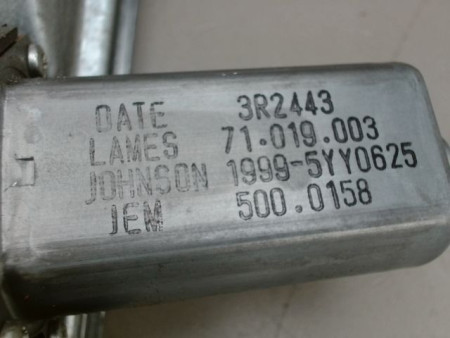 DATE 3R2443
LAMES 71.019.003
JOHNSON 1999-5YY0625
JEM 500.0158